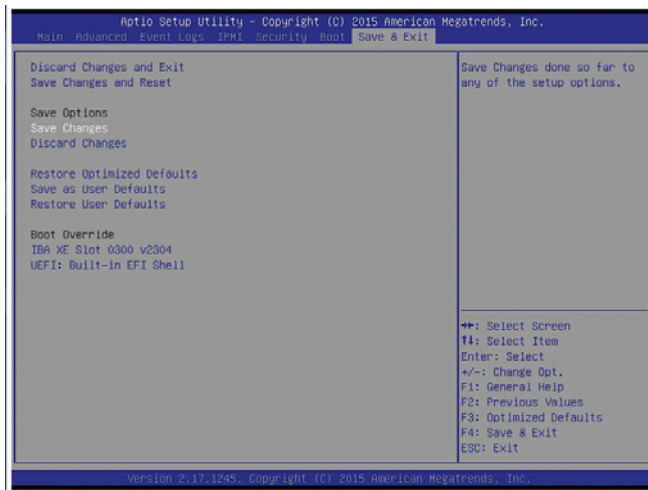 Aptio Setup Utility – Copyright (C) 2015 American Megatrends, Inc.
Main Advanced Event Logs IPMI Security Boot Save & Exit
Discard Changes and Exit
Save Changes and Reset
Save Options
Save Changes
Discard Changes
Restore Optimized Defaults
Save as User Defaults
Restore User Defaults
Boot Override
IBA XE Slot 0300 v2304
UEFI: Built-in EFI Shell
Save Changes done so far to
any of the setup options.
→←: Select Screen
↑↓: Select Item
Enter: Select
+/-: Change Opt.
F1: General Help
F2: Previous Values
F3: Optimized Defaults
F4: Save & Exit
ESC: Exit
Version 2.17.1245. Copyright (C) 2015 American Megatrends, Inc.